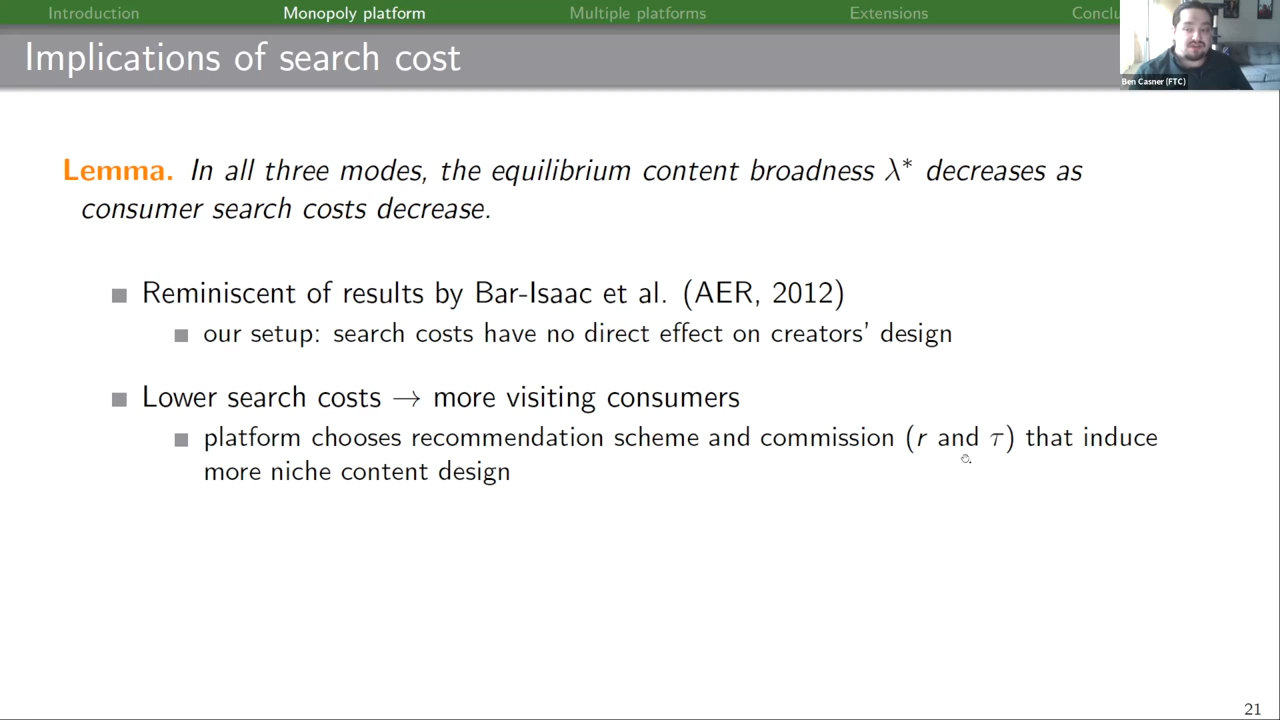 Introduction Monopoly platform Multiple platforms Extensions Conclu
Implications of search cost
Ben Casner (FTC)
Lemma. In all three modes, the equilibrium content broadness λ* decreases as
consumer search costs decrease.
Reminiscent of results by Bar-Isaac et al. (AER, 2012)
our setup: search costs have no direct effect on creators' design
Lower search costs → more visiting consumers
platform chooses recommendation scheme and commission (r and τ) that induce
more niche content design
21